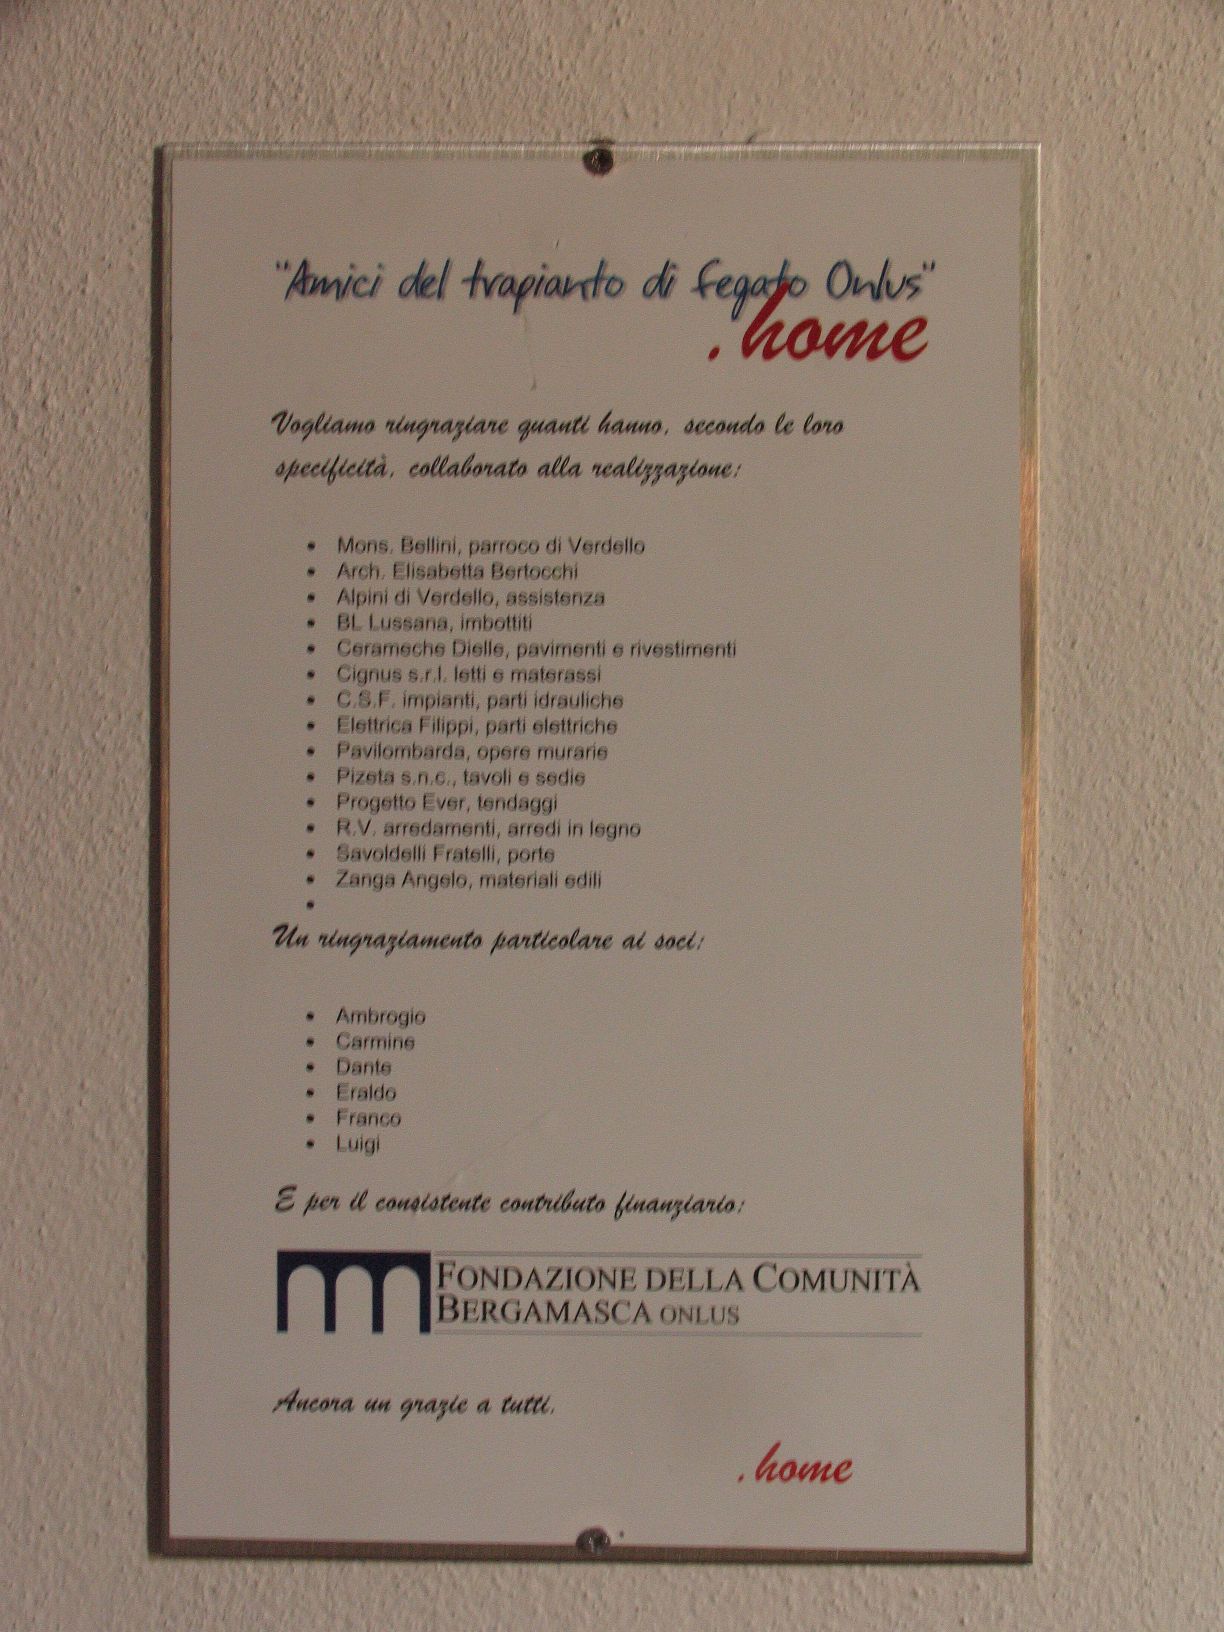 "Amici del trapianto di fegato Onlus"
.home
Vogliamo ringraziare quanti hanno, secondo le loro
specificità, collaborato alla realizzazione:
• Mons. Bellini, parroco di Verdello
• Arch. Elisabetta Bertocchi
• Alpini di Verdello, assistenza
• BL Lussana, imbottiti
• Cerameche Dielle, pavimenti e rivestimenti
• Cignus s.r.l. letti e materassi
• C.S.F. impianti, parti idrauliche
• Elettrica Filippi, parti elettriche
• Pavilombarda, opere murarie
• Pizeta s.n.c., tavoli e sedie
• Progetto Ever, tendaggi
• R.V. arredamenti, arredi in legno
• Savoldelli Fratelli, porte
• Zanga Angelo, materiali edili
•
Un ringraziamento particolare ai soci:
• Ambrogio
• Carmine
• Dante
• Eraldo
• Franco
• Luigi
E per il consistente contributo finanziario:
FONDAZIONE DELLA COMUNITÀ
BERGAMASCA ONLUS
Ancora un grazie a tutti.
.home